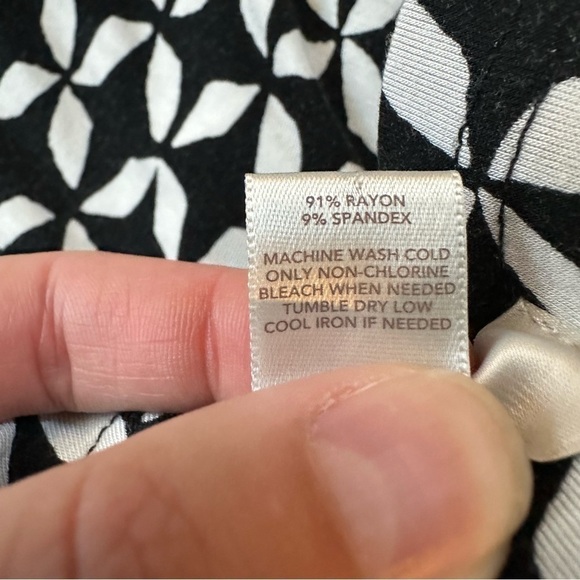 91% RAYON
9% SPANDEX
MACHINE WASH COLD
ONLY NON-CHLORINE
BLEACH WHEN NEEDED
TUMBLE DRY LOW
COOL IRON IF NEEDED